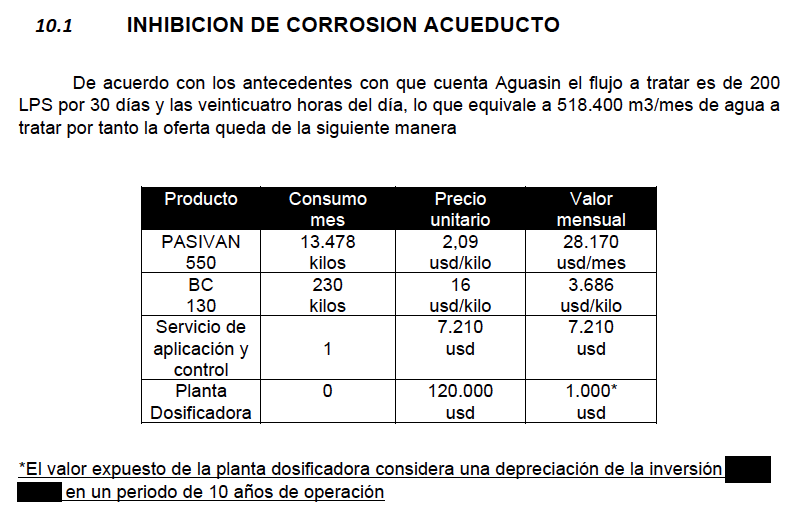 10.1 INHIBICION DE CORROSION ACUEDUCTO
De acuerdo con los antecedentes con que cuenta Aguasin el flujo a tratar es de 200
LPS por 30 días y las veinticuatro horas del día, lo que equivale a 518.400 m3/mes de agua a
tratar por tanto la oferta queda de la siguiente manera
Producto Consumo mes Precio unitario Valor mensual
PASIVAN 550 13.478 kilos 2,09 usd/kilo 28.170 usd/mes
BC 130 230 kilos 16 usd/kilo 3.686 usd/kilo
Servicio de aplicación y control 1 7.210 usd 7.210 usd
Planta Dosificadora 0 120.000 usd 1.000* usd
*El valor expuesto de la planta dosificadora considera una depreciación de la inversión
en un periodo de 10 años de operación